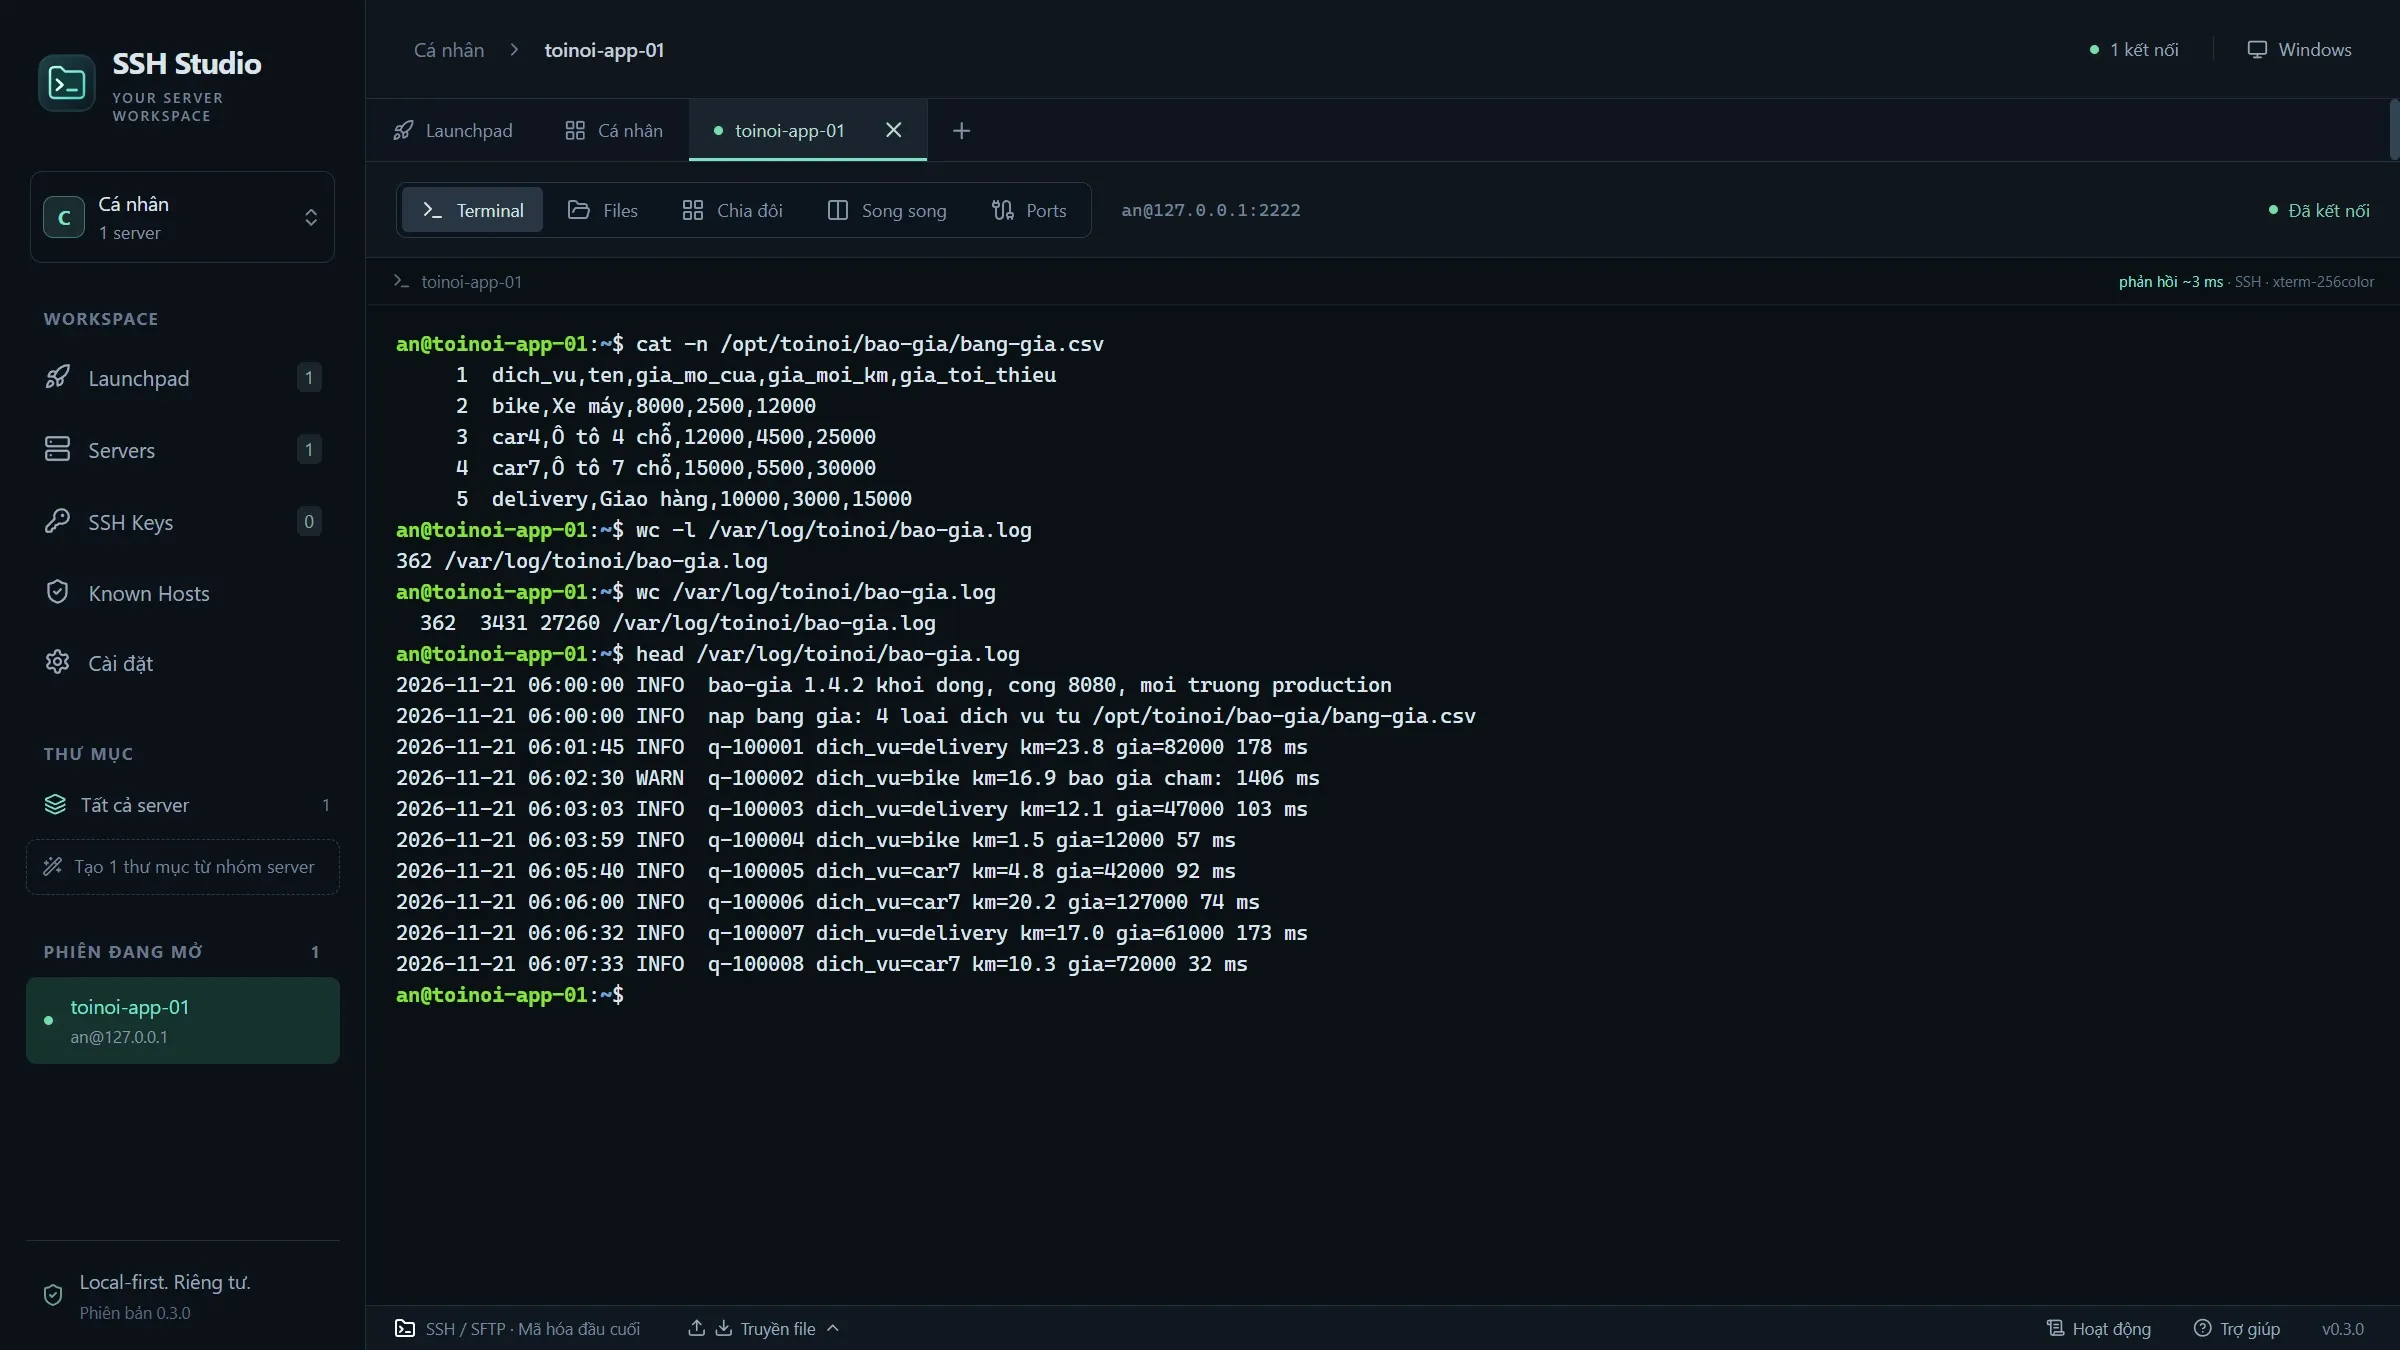 SSH Studio
YOUR SERVER
WORKSPACE
C
Cá nhân
1 server
WORKSPACE
Launchpad 1
Servers 1
SSH Keys 0
Known Hosts
Cài đặt
THƯ MỤC
Tất cả server 1
Tạo 1 thư mục từ nhóm server
PHIÊN ĐANG MỞ 1
toinoi-app-01
an@127.0.0.1
Local-first. Riêng tư.
Phiên bản 0.3.0
Cá nhân > toinoi-app-01
1 kết nối
Windows
Launchpad
Cá nhân
toinoi-app-01
Terminal
Files
Chia đôi
Song song
Ports
an@127.0.0.1:2222
Đã kết nối
toinoi-app-01
phản hồi ~3 ms · SSH · xterm-256color
an@toinoi-app-01:~$ cat -n /opt/toinoi/bao-gia/bang-gia.csv
     1  dich_vu,ten,gia_mo_cua,gia_moi_km,gia_toi_thieu
     2  bike,Xe máy,8000,2500,12000
     3  car4,Ô tô 4 chỗ,12000,4500,25000
     4  car7,Ô tô 7 chỗ,15000,5500,30000
     5  delivery,Giao hàng,10000,3000,15000
an@toinoi-app-01:~$ wc -l /var/log/toinoi/bao-gia.log
362 /var/log/toinoi/bao-gia.log
an@toinoi-app-01:~$ wc /var/log/toinoi/bao-gia.log
  362  3431 27260 /var/log/toinoi/bao-gia.log
an@toinoi-app-01:~$ head /var/log/toinoi/bao-gia.log
2026-11-21 06:00:00 INFO  bao-gia 1.4.2 khoi dong, cong 8080, moi truong production
2026-11-21 06:00:00 INFO  nap bang gia: 4 loai dich vu tu /opt/toinoi/bao-gia/bang-gia.csv
2026-11-21 06:01:45 INFO  q-100001 dich_vu=delivery km=23.8 gia=82000 178 ms
2026-11-21 06:02:30 WARN  q-100002 dich_vu=bike km=16.9 bao gia cham: 1406 ms
2026-11-21 06:03:03 INFO  q-100003 dich_vu=delivery km=12.1 gia=47000 103 ms
2026-11-21 06:03:59 INFO  q-100004 dich_vu=bike km=1.5 gia=12000 57 ms
2026-11-21 06:05:40 INFO  q-100005 dich_vu=car7 km=4.8 gia=42000 92 ms
2026-11-21 06:06:00 INFO  q-100006 dich_vu=car7 km=20.2 gia=127000 74 ms
2026-11-21 06:06:32 INFO  q-100007 dich_vu=delivery km=17.0 gia=61000 173 ms
2026-11-21 06:07:33 INFO  q-100008 dich_vu=car7 km=10.3 gia=72000 32 ms
an@toinoi-app-01:~$
SSH / SFTP · Mã hóa đầu cuối
Truyền file
Hoạt động
Trợ giúp
v0.3.0